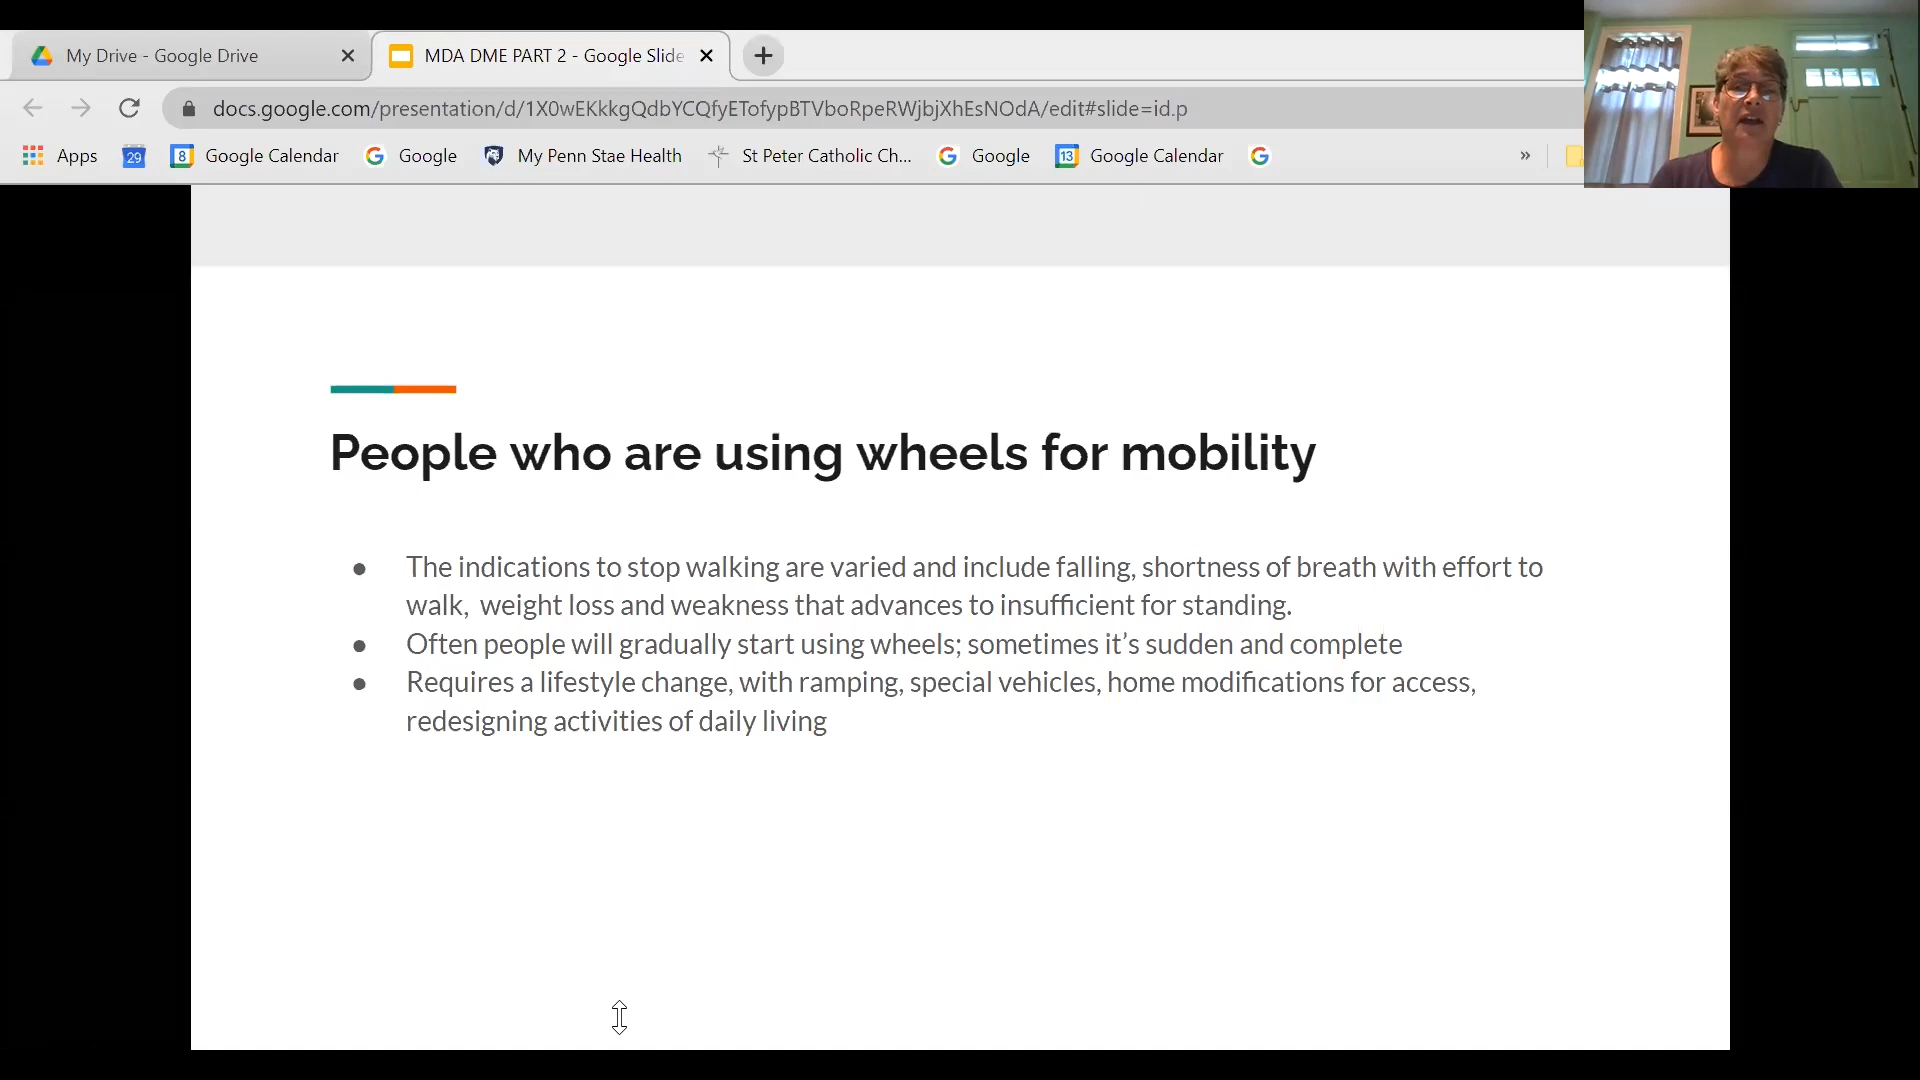 My Drive - Google Drive
MDA DME PART 2 - Google Slide
docs.google.com/presentation/d/1X0wEKkkgQdbYCQfyETofypBTVboRpeRWjbjXhEsNOdA/edit#slide=id.p
Apps 29 8 Google Calendar Google My Penn Stae Health St Peter Catholic Ch... Google 13 Google Calendar »
People who are using wheels for mobility
● The indications to stop walking are varied and include falling, shortness of breath with effort to
walk, weight loss and weakness that advances to insufficient for standing.
● Often people will gradually start using wheels; sometimes it’s sudden and complete
● Requires a lifestyle change, with ramping, special vehicles, home modifications for access,
redesigning activities of daily living